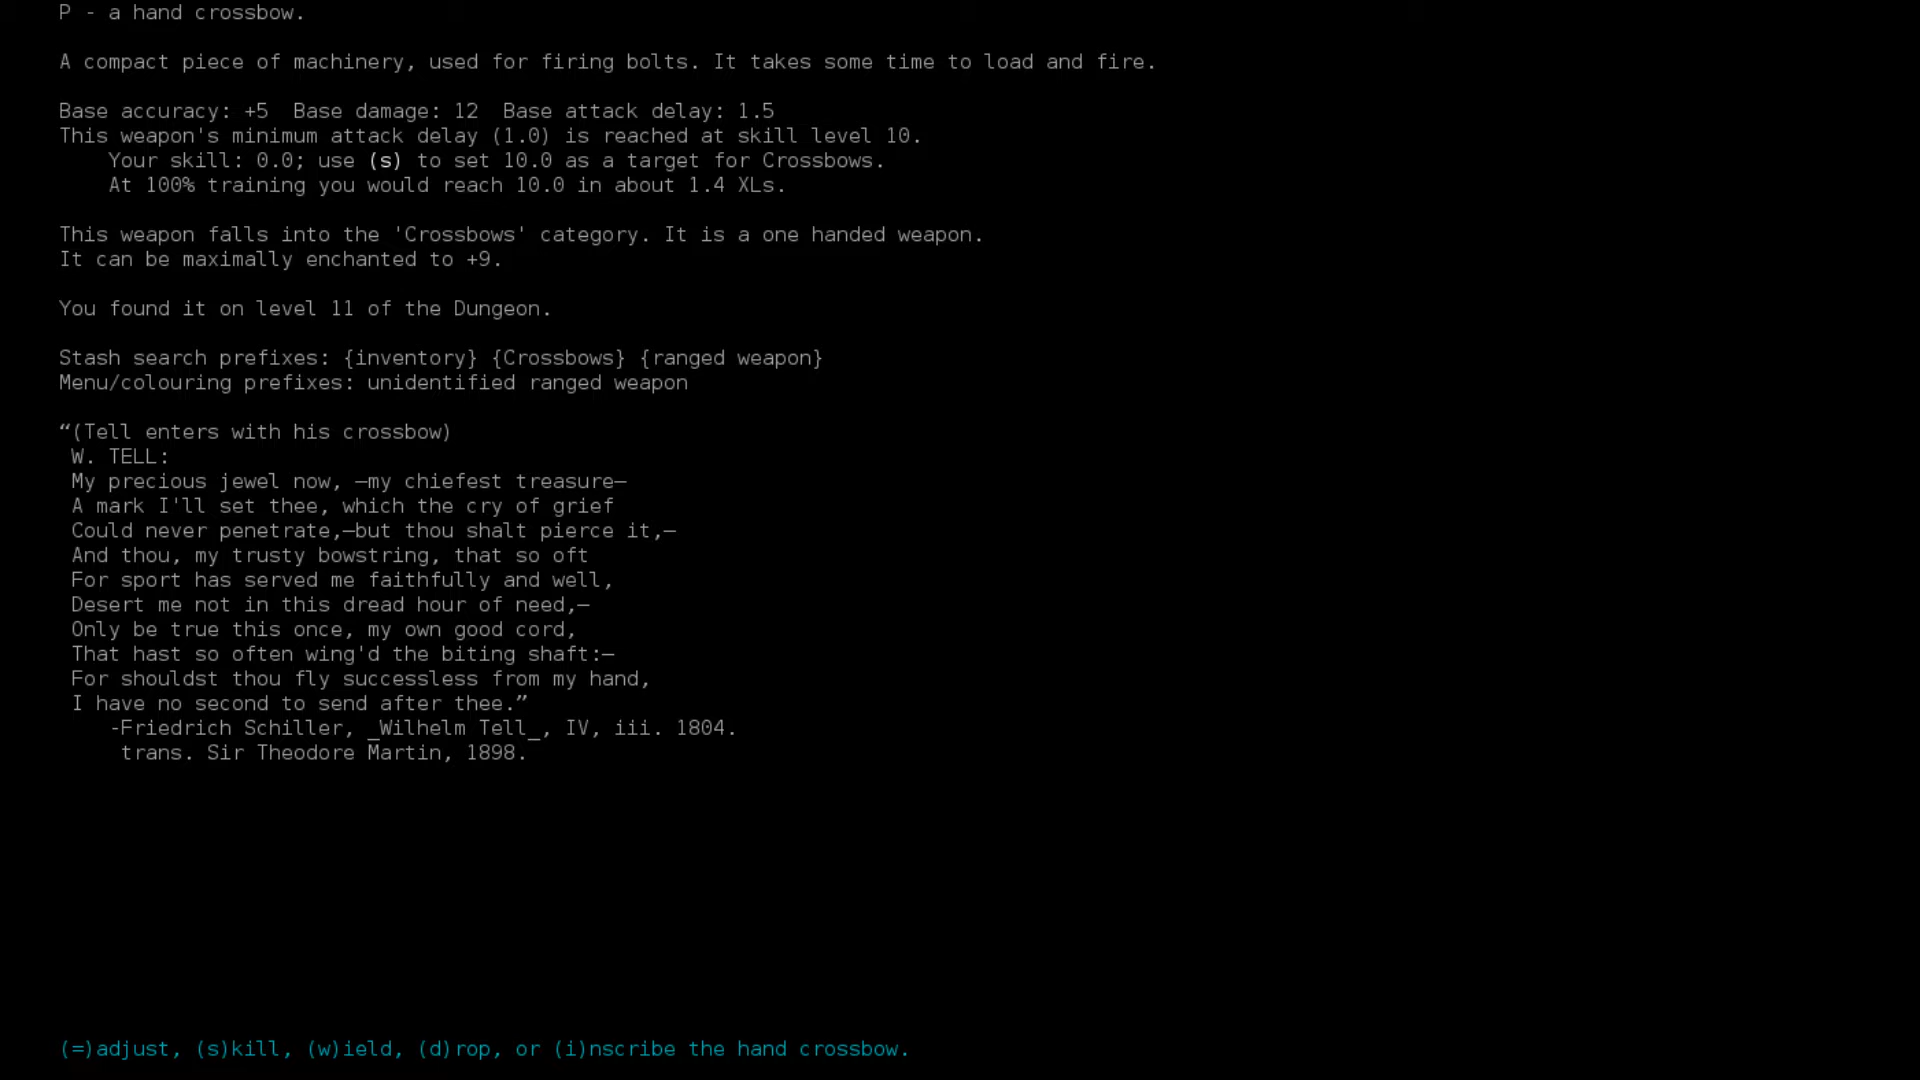 P - a hand crossbow.
A compact piece of machinery, used for firing bolts. It takes some time to load and fire.
Base accuracy: +5  Base damage: 12  Base attack delay: 1.5
This weapon's minimum attack delay (1.0) is reached at skill level 10.
Your skill: 0.0; use (s) to set 10.0 as a target for Crossbows.
At 100% training you would reach 10.0 in about 1.4 XLs.
This weapon falls into the 'Crossbows' category. It is a one handed weapon.
It can be maximally enchanted to +9.
You found it on level 11 of the Dungeon.
Stash search prefixes: {inventory} {Crossbows} {ranged weapon}
Menu/colouring prefixes: unidentified ranged weapon
“(Tell enters with his crossbow)
W. TELL:
My precious jewel now, —my chiefest treasure—
A mark I'll set thee, which the cry of grief
Could never penetrate,—but thou shalt pierce it,—
And thou, my trusty bowstring, that so oft
For sport has served me faithfully and well,
Desert me not in this dread hour of need,—
Only be true this once, my own good cord,
That hast so often wing'd the biting shaft:—
For shouldst thou fly successless from my hand,
I have no second to send after thee.”
-Friedrich Schiller, _Wilhelm Tell_, IV, iii. 1804.
trans. Sir Theodore Martin, 1898.
(=)adjust, (s)kill, (w)ield, (d)rop, or (i)nscribe the hand crossbow.